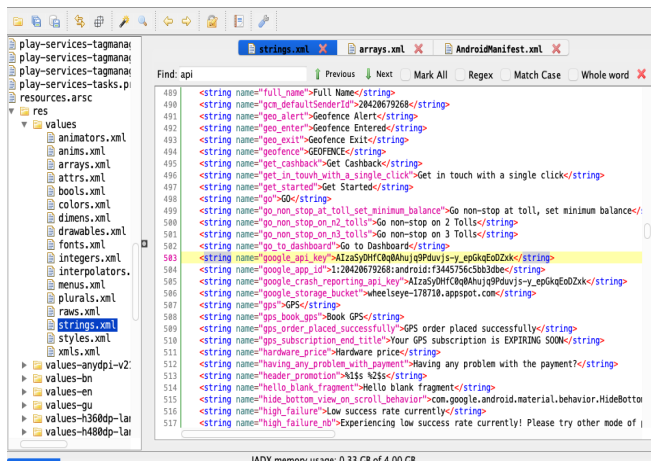 play-services-tagmanag
play-services-tagmanag
play-services-tasks.p
resources.arsc
res
values
animators.xml
anims.xml
arrays.xml
attrs.xml
bools.xml
colors.xml
dimens.xml
drawables.xml
fonts.xml
integers.xml
interpolators.
menus.xml
plurals.xml
raws.xml
strings.xml
styles.xml
xmls.xml
values-anydpi-v2
values-bn
values-en
values-gu
values-h360dp-lan
values-h480dp-lan
strings.xml arrays.xml AndroidManifest.xml
Find: api Previous Next Mark All Regex Match Case Whole word
489 <string name="full_name">Full Name</string>
490 <string name="gcm_defaultSenderId">20420679268</string>
491 <string name="geo_alert">Geofence Alert</string>
492 <string name="geo_enter">Geofence Entered</string>
493 <string name="geo_exit">Geofence Exit</string>
494 <string name="geofence">GEOFENCE</string>
495 <string name="get_cashback">Get Cashback</string>
496 <string name="get_in_touvh_with_a_single_click">Get in touch with a single click</string>
497 <string name="get_started">Get Started</string>
498 <string name="go">GO</string>
499 <string name="go_non_stop_at_toll_set_minimum_balance">Go non-stop at toll, set minimum balance</
500 <string name="go_non_stop_on_n2_tolls">Go non-stop on 2 Tolls</string>
501 <string name="go_non_stop_on_n3_tolls">Go non-stop on 3 Tolls</string>
502 <string name="go_to_dashboard">Go to Dashboard</string>
503 <string name="google_api_key">AIzaSyDHfC0q0Ahujq9Pduvjs-y_epGkqEoDZxk</string>
504 <string name="google_app_id">1:20420679268:android:f3445756c5bb3dbe</string>
505 <string name="google_crash_reporting_api_key">AIzaSyDHfC0q0Ahujq9Pduvjs-y_epGkqEoDZxk</string>
506 <string name="google_storage_bucket">wheelseye-178710.appspot.com</string>
507 <string name="gps">GPS</string>
508 <string name="gps_book_gps">Book GPS</string>
509 <string name="gps_order_placed_successfully">GPS order placed successfully</string>
510 <string name="gps_subscription_end_title">Your GPS subscription is EXPIRING SOON</string>
511 <string name="hardware_price">Hardware price</string>
512 <string name="having_any_problem_with_payment">Having any problem with the payment?</string>
513 <string name="header_promotion">%1$s %2$s</string>
514 <string name="hello_blank_fragment">Hello blank fragment</string>
515 <string name="hide_bottom_view_on_scroll_behavior">com.google.android.material.behavior.HideBottom
516 <string name="high_failure">Low success rate currently</string>
517 <string name="high_failure_nb">Experiencing low success rate currently! Please try other mode of
JADX memory usage: 0.33 GB of 4.00 GB